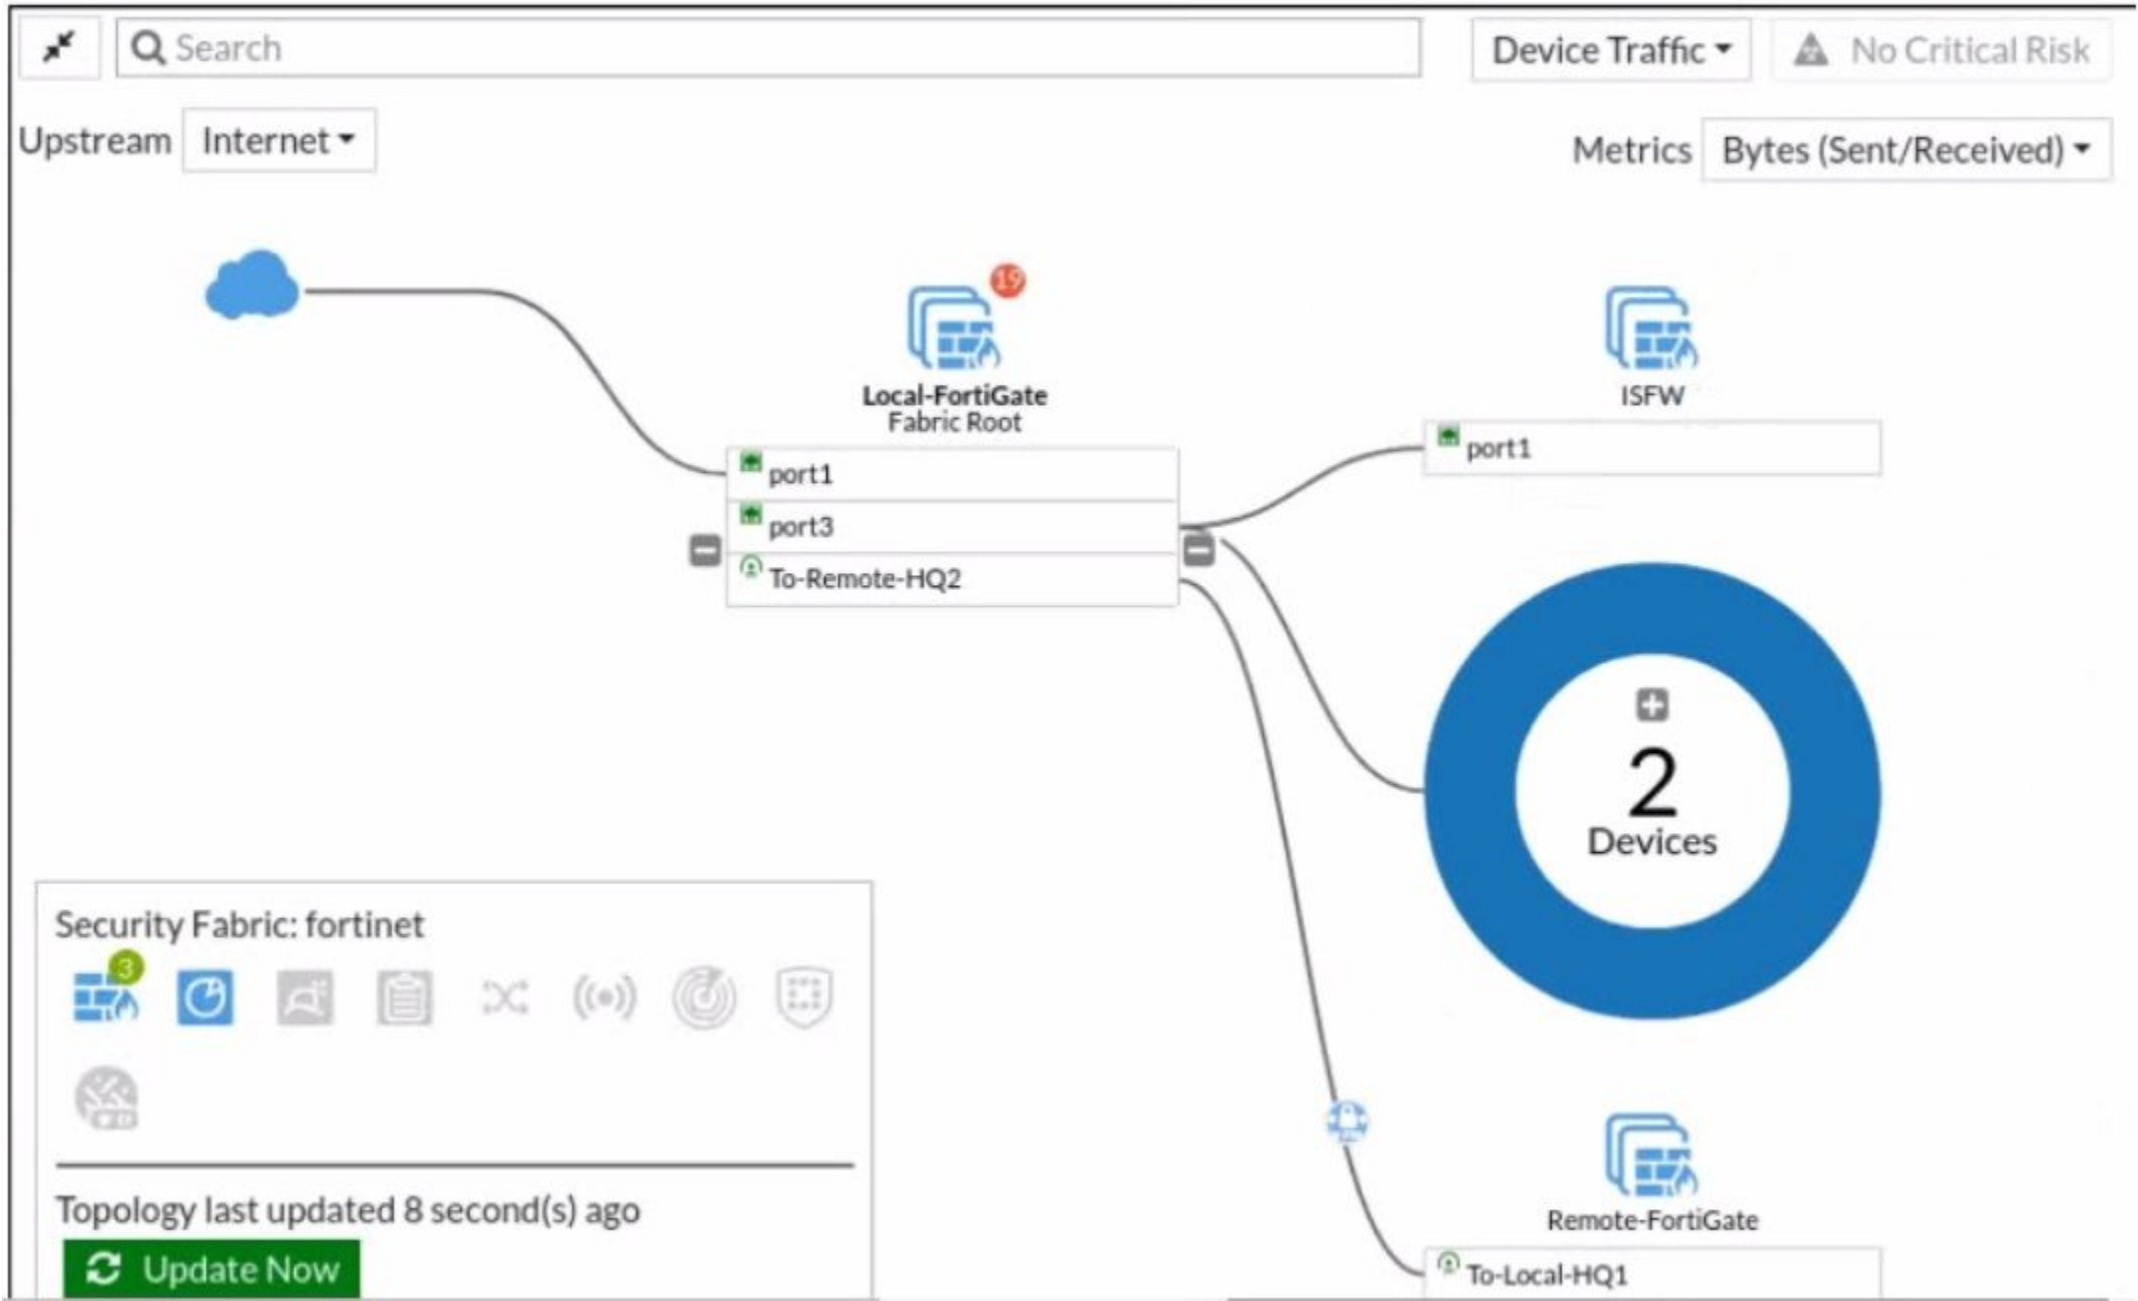 Search
Device Traffic
No Critical Risk
Upstream
Internet
Metrics
Bytes (Sent/Received)
19
Local-FortiGate
Fabric Root
port1
port3
To-Remote-HQ2
ISFW
port1
2
Devices
Security Fabric: fortinet
3
Topology last updated 8 second(s) ago
Update Now
Remote-FortiGate
To-Local-HQ1